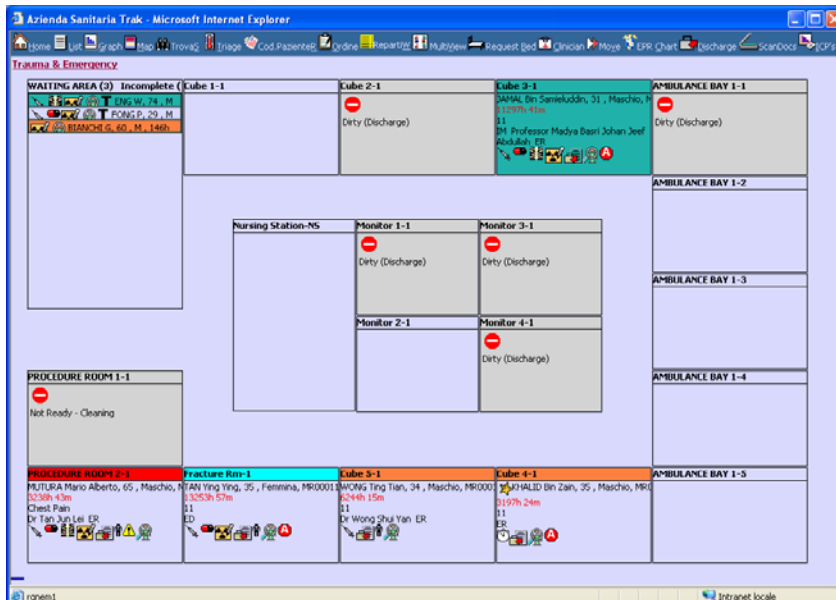 Azienda Sanitaria Trak - Microsoft Internet Explorer
Home List Graph Map TrovaS Triage Cod.PazienteR Ordine RepartiW MultiView Request Bed Clinician Move EPR Chart Discharge ScanDocs ICP's
Trauma & Emergency
WAITING AREA (3) Incomplete (
ENG W, 74 , M
PONG P, 29 , M
BIANCHI G, 60 , M , 146h
Cube 1-1
Cube 2-1
Dirty (Discharge)
Cube 3-1
JAMAL Bin Samieluddin, 31 , Maschio, M
11297h 41m
11
IM Professor Madya Basri Johan Jeef
Abdullah ER
A
AMBULANCE BAY 1-1
Dirty (Discharge)
AMBULANCE BAY 1-2
Nursing Station-NS
Monitor 1-1
Dirty (Discharge)
Monitor 3-1
Dirty (Discharge)
AMBULANCE BAY 1-3
Monitor 2-1
Monitor 4-1
Dirty (Discharge)
PROCEDURE ROOM 1-1
Not Ready - Cleaning
AMBULANCE BAY 1-4
PROCEDURE ROOM 2-1
MUTURA Mario Alberto, 65 , Maschio, M
3238h 43m
Chest Pain
Dr Tan Jun Lei ER
Fracture Rm-1
TAN Ying Ying, 35 , Femmina, MR00011
13253h 57m
11
ED
A
Cube 5-1
WONG Ting Tian, 34 , Maschio, MR0001
6244h 15m
11
Dr Wong Shui Yan ER
Cube 4-1
KHALID Bin Zain, 35 , Maschio, MR0
3197h 24m
11
ER
A
AMBULANCE BAY 1-5
rgnem1
Intranet locale